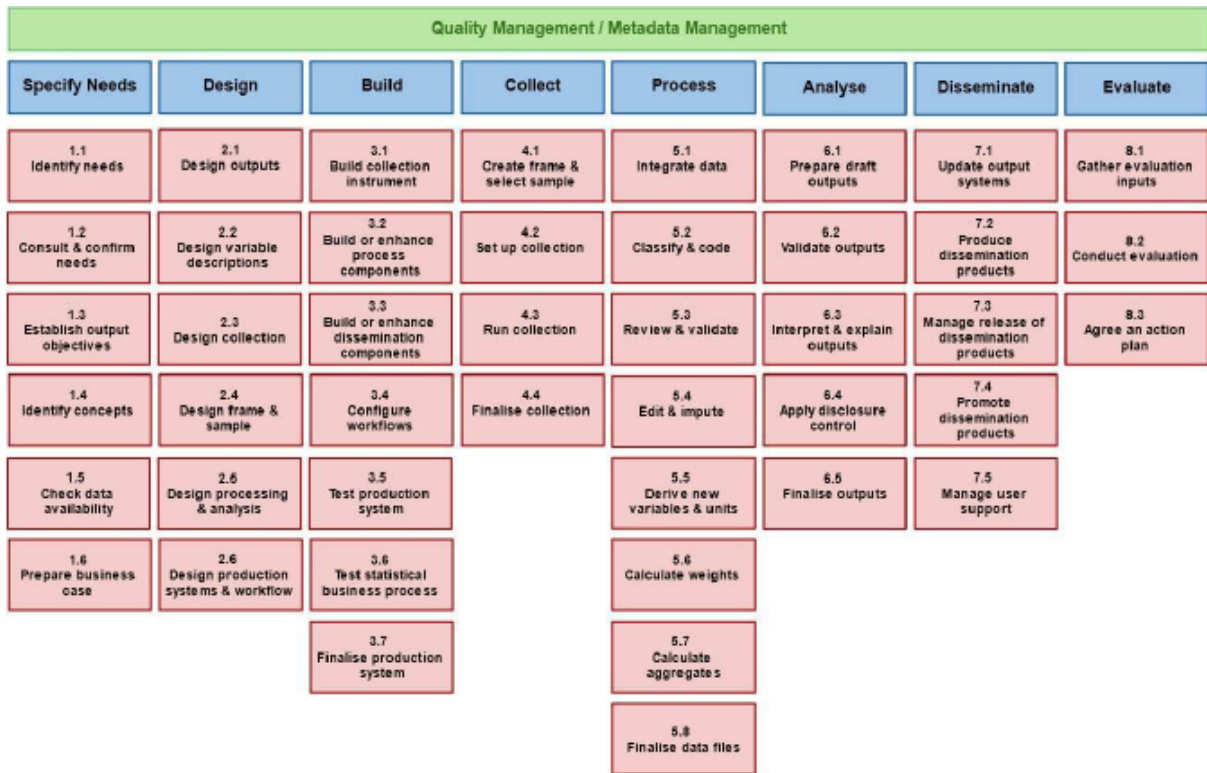 Quality Management / Metadata Management
Specify Needs
Design
Build
Collect
Process
Analyse
Disseminate
Evaluate
1.1
Identify needs
2.1
Design outputs
3.1
Build collection
instrument
4.1
Create frame &
select sample
5.1
Integrate data
6.1
Prepare draft
outputs
7.1
Update output
systems
8.1
Gather evaluation
inputs
1.2
Consult & confirm
needs
2.2
Design variable
descriptions
3.2
Build or enhance
process
components
4.2
Set up collection
5.2
Classify & code
6.2
Validate outputs
7.2
Produce
dissemination
products
8.2
Conduct evaluation
1.3
Establish output
objectives
2.3
Design collection
3.3
Build or enhance
dissemination
components
4.3
Run collection
5.3
Review & validate
6.3
Interpret & explain
outputs
7.3
Manage release of
dissemination
products
8.3
Agree an action
plan
1.4
Identify concepts
2.4
Design frame &
sample
3.4
Configure
workflows
4.4
Finalise collection
5.4
Edit & impute
6.4
Apply disclosure
control
7.4
Promote
dissemination
products
1.5
Check data
availability
2.5
Design processing
& analysis
3.5
Test production
system
5.5
Derive new
variables & units
6.5
Finalise outputs
7.5
Manage user
support
1.6
Prepare business
case
2.6
Design production
systems & workflow
3.6
Test statistical
business process
5.6
Calculate weights
3.7
Finalise production
system
5.7
Calculate
aggregates
5.8
Finalise data files